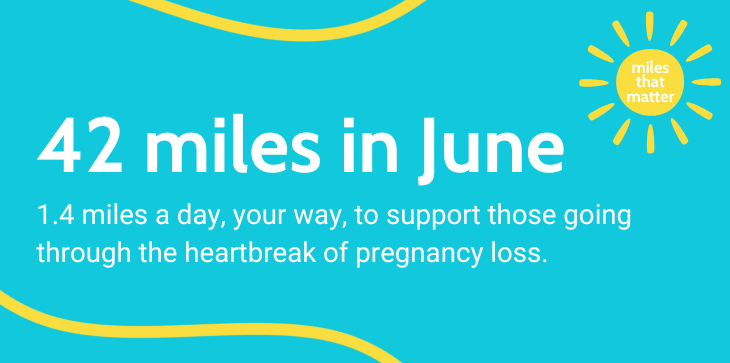 miles
that
matter
42 miles in June
1.4 miles a day, your way, to support those going
through the heartbreak of pregnancy loss.